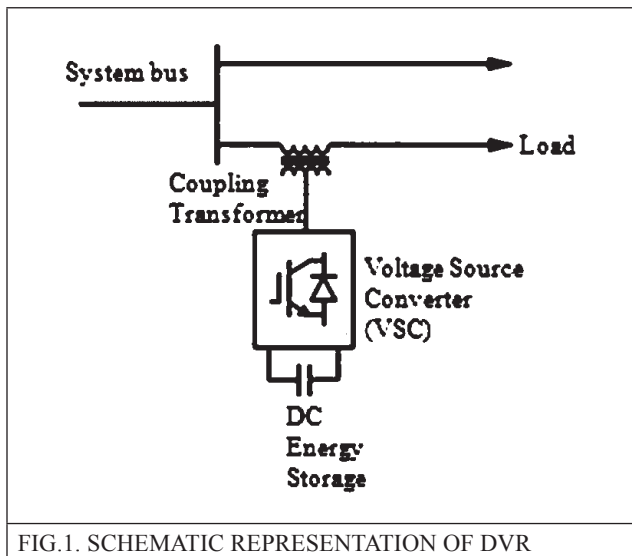 System bus
Load
Coupling
Transformer
Voltage Source
Converter
(VSC)
DC
Energy
Storage
FIG.1. SCHEMATIC REPRESENTATION OF DVR